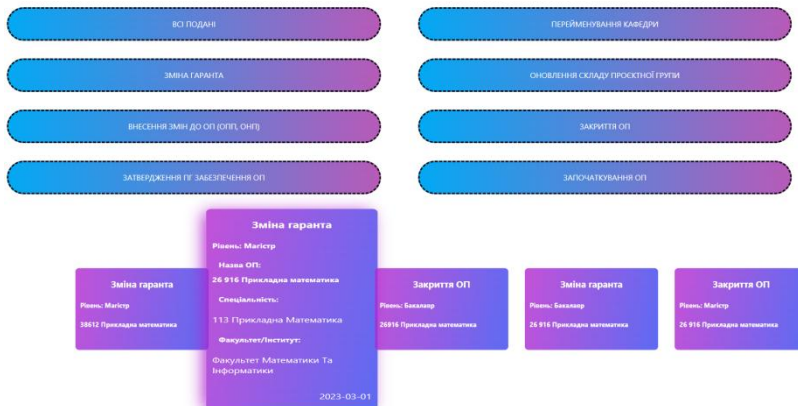 ВСІ ПОДАНІ
ПЕРЕЙМЕНУВАННЯ КАФЕДРИ
ЗМІНА ГАРАНТА
ОНОВЛЕННЯ СКЛАДУ ПРОЄКТНОЇ ГРУПИ
ВНЕСЕННЯ ЗМІН ДО ОП (ОПП, ОНП)
ЗАКРИТТЯ ОП
ЗАТВЕРДЖЕННЯ ПГ ЗАБЕЗПЕЧЕННЯ ОП
ЗАПОЧАТКУВАННЯ ОП
Зміна гаранта
Рівень: Магістр
38612 Прикладна математика
Зміна гаранта
Рівень: Магістр
Назва ОП:
26 916 Прикладна математика
Спеціальність:
113 Прикладна Математика
Факультет/Інститут:
Факультет Математики Та
Інформатики
2023-03-01
Закриття ОП
Рівень: Бакалавр
26916 Прикладна математика
Зміна гаранта
Рівень: Бакалавр
26 916 Прикладна математика
Закриття ОП
Рівень: Магістр
26 916 Прикладна математика